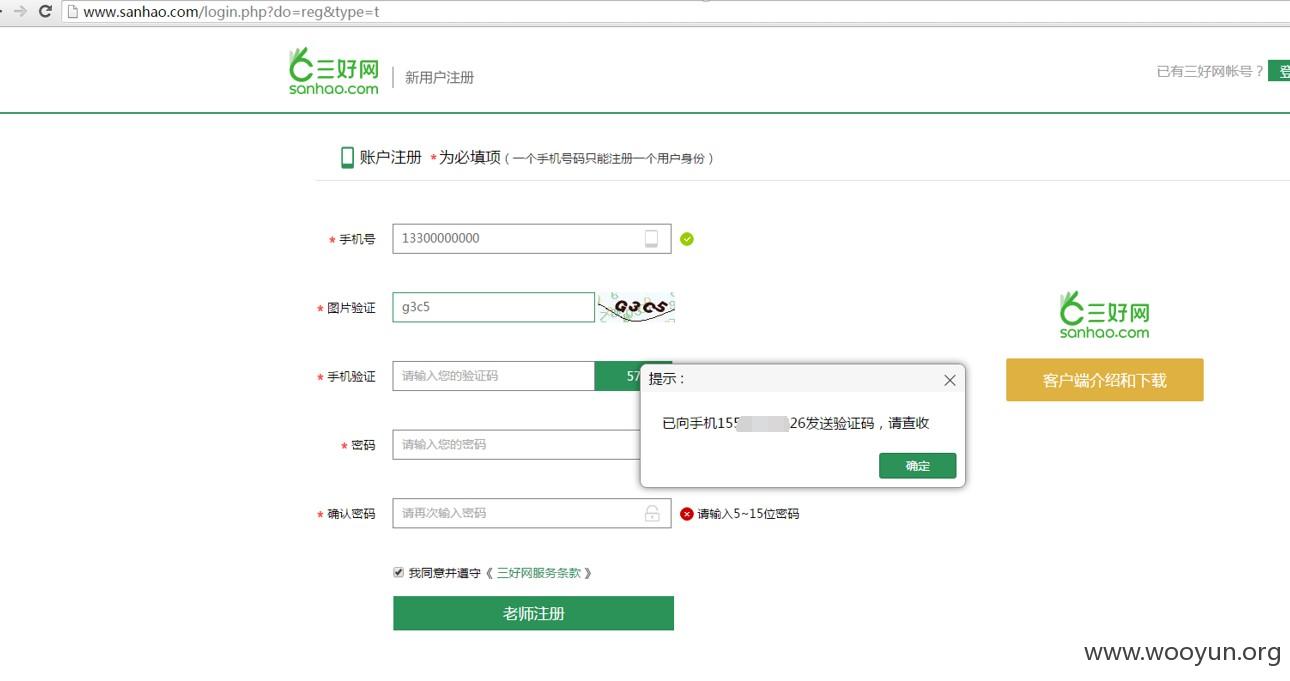 www.sanhao.com/login.php?do=reg&type=t
三好网
sanhao.com
新用户注册
已有三好网帐号？ 登
账户注册 *为必填项（一个手机号码只能注册一个用户身份）
* 手机号 13300000000
* 图片验证 g3c5 G3C5
三好网
sanhao.com
* 手机验证 请输入您的验证码 57
提示：
客户端介绍和下载
已向手机155 26发送验证码，请查收
* 密码 请输入您的密码
确定
* 确认密码 请再次输入密码 请输入5~15位密码
我同意并遵守《 三好网服务条款 》
老师注册
www.wooyun.org